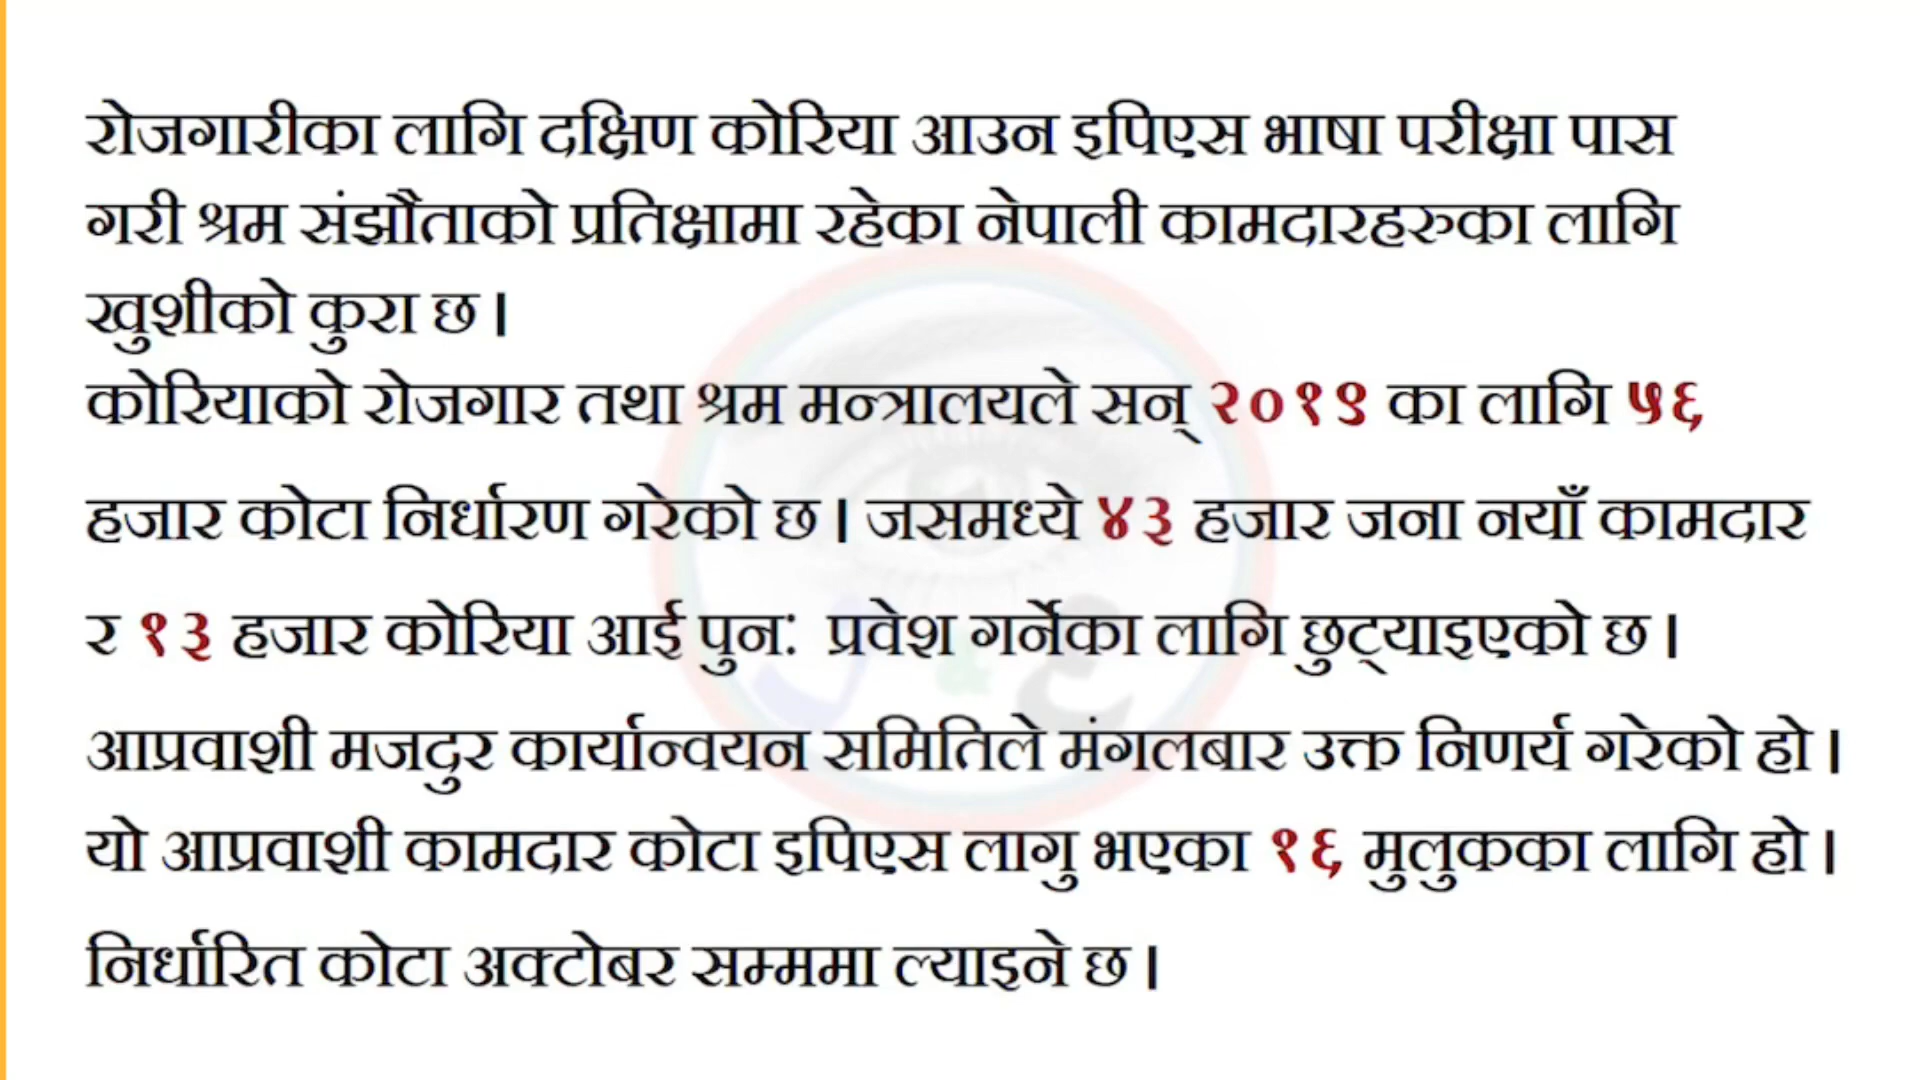 रोजगारीका लागि दक्षिण कोरिया आउन इपिएस भाषा परीक्षा पास
गरी श्रम संझौताको प्रतिक्षामा रहेका नेपाली कामदारहरुका लागि
खुशीको कुरा छ ।
कोरियाको रोजगार तथा श्रम मन्त्रालयले सन् २०१९ का लागि ५६
हजार कोटा निर्धारण गरेको छ । जसमध्ये ४३ हजार जना नयाँ कामदार
र १३ हजार कोरिया आई पुनः प्रवेश गर्नेका लागि छुट्याइएको छ ।
आप्रवाशी मजदुर कार्यान्वयन समितिले मंगलबार उक्त निणर्य गरेको हो ।
यो आप्रवाशी कामदार कोटा इपिएस लागु भएका १६ मुलुकका लागि हो ।
निर्धारित कोटा अक्टोबर सम्ममा ल्याइने छ ।